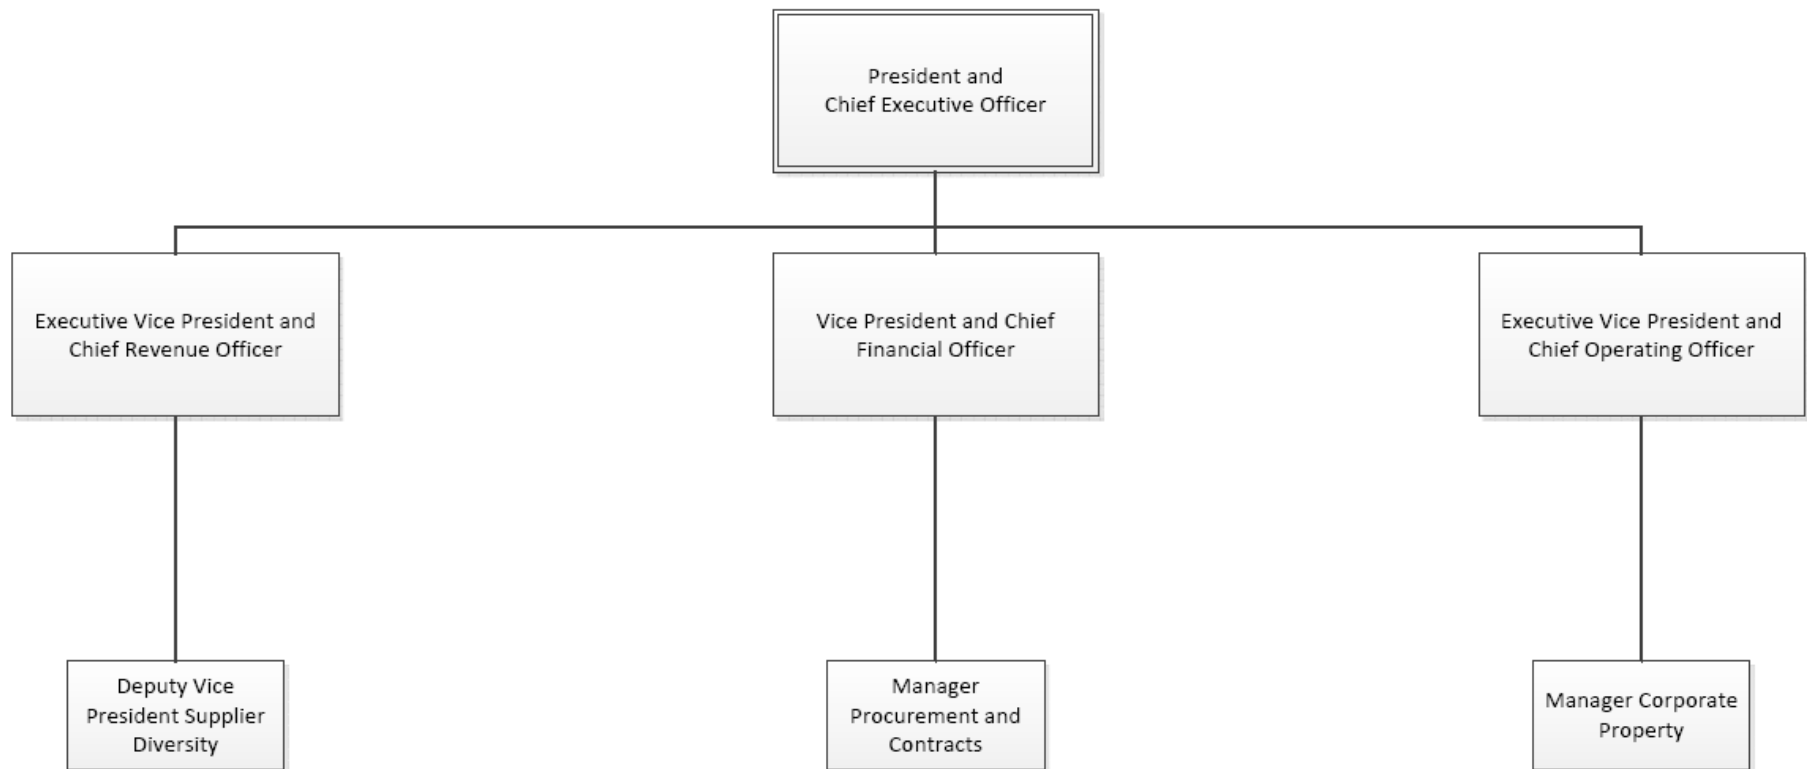 President and
Chief Executive Officer
Executive Vice President and
Chief Revenue Officer
Vice President and Chief
Financial Officer
Executive Vice President and
Chief Operating Officer
Deputy Vice
President Supplier
Diversity
Manager
Procurement and
Contracts
Manager Corporate
Property